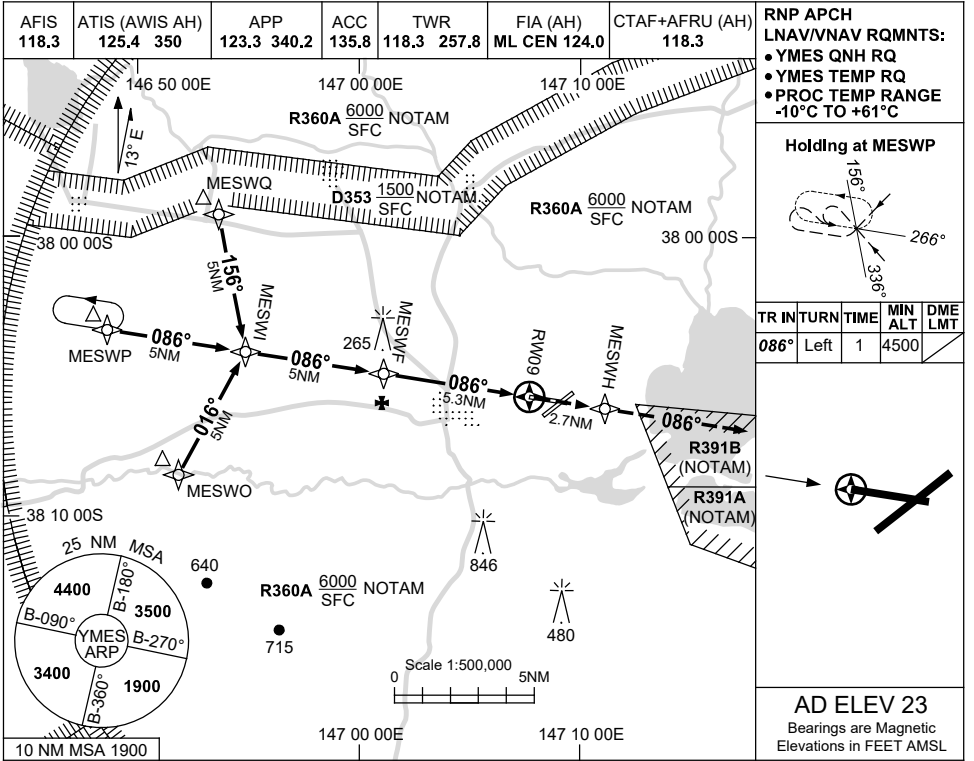 AFIS
118.3
ATIS (AWIS AH)
125.4 350
APP
123.3 340.2
ACC
135.8
TWR
118.3 257.8
FIA (AH)
ML CEN 124.0
CTAF+AFRU (AH)
118.3
RNP APCH
LNAV/VNAV RQMNTS:
• YMES QNH RQ
• YMES TEMP RQ
• PROC TEMP RANGE
-10°C TO +61°C
146 50 00E
147 00 00E
147 10 00E
13° E
R360A 6000 NOTAM
SFC
D353 1500 NOTAM
SFC
R360A 6000 NOTAM
SFC
MESWQ
38 00 00S
38 00 00S
156°
5NM
MESWI
MESWP
086°
5NM
086°
5NM
265
MESWF
086°
5.3NM
RW09
MESWH
2.7NM
086°
016°
5NM
MESWO
R391B
(NOTAM)
R391A
(NOTAM)
38 10 00S
25 NM MSA
4400
B-180°
3500
B-090°
YMES
ARP
B-270°
3400
B-360°
1900
10 NM MSA 1900
640
715
R360A 6000 NOTAM
SFC
846
480
Scale 1:500,000
0
5NM
147 00 00E
147 10 00E
Holding at MESWP
156°
266°
336°
TR IN
TURN
TIME
MIN
ALT
DME
LMT
086°
Left
1
4500
AD ELEV 23
Bearings are Magnetic
Elevations in FEET AMSL